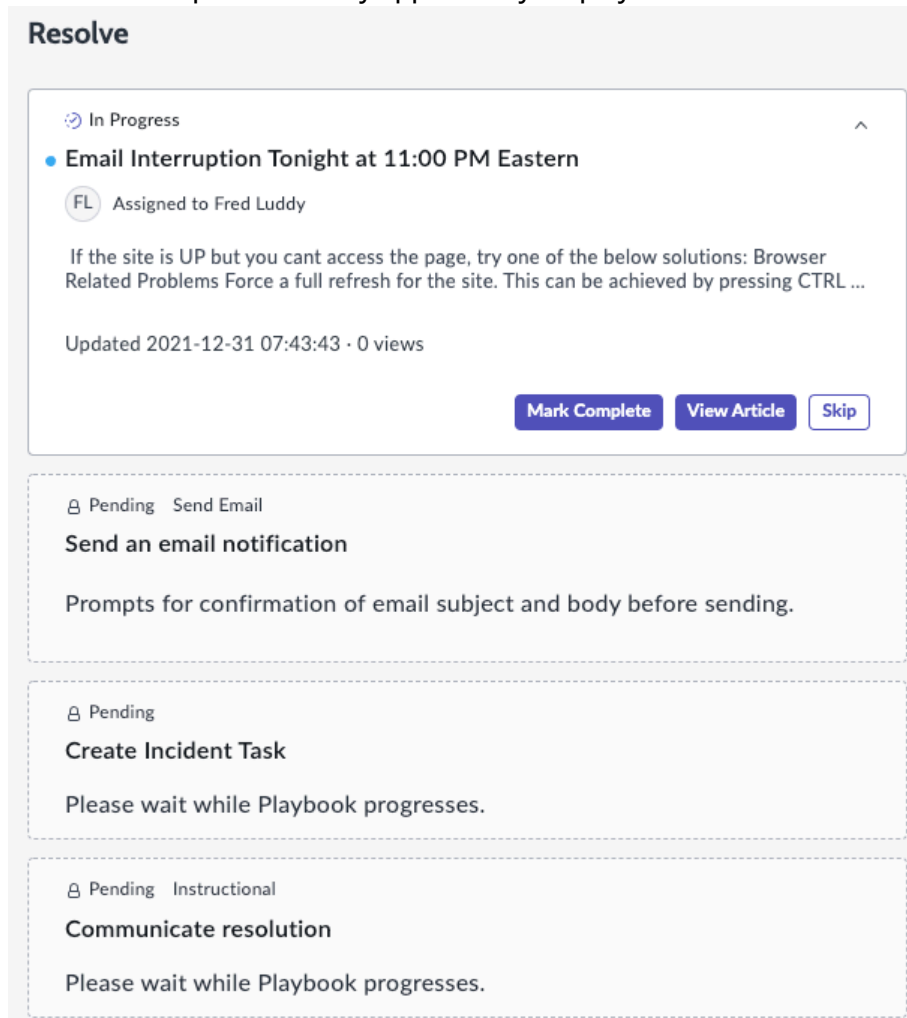 Resolve
In Progress
Email Interruption Tonight at 11:00 PM Eastern
FL Assigned to Fred Luddy
If the site is UP but you cant access the page, try one of the below solutions: Browser
Related Problems Force a full refresh for the site. This can be achieved by pressing CTRL ...
Updated 2021-12-31 07:43:43 · 0 views
Mark Complete View Article Skip
Pending Send Email
Send an email notification
Prompts for confirmation of email subject and body before sending.
Pending
Create Incident Task
Please wait while Playbook progresses.
Pending Instructional
Communicate resolution
Please wait while Playbook progresses.